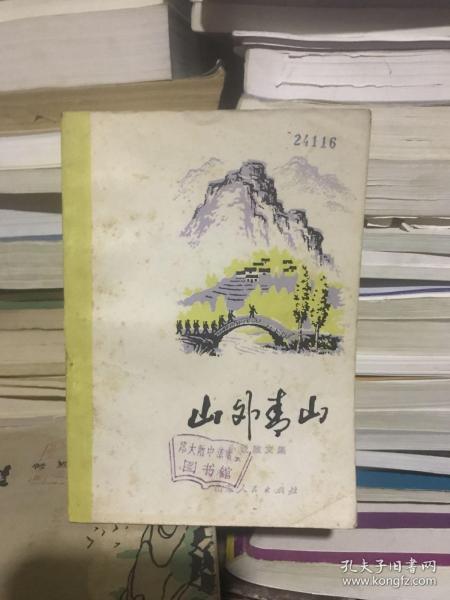 24116
山外青山
散文集
图书馆
人民出版社
孔夫子旧书网
www.kongfz.com